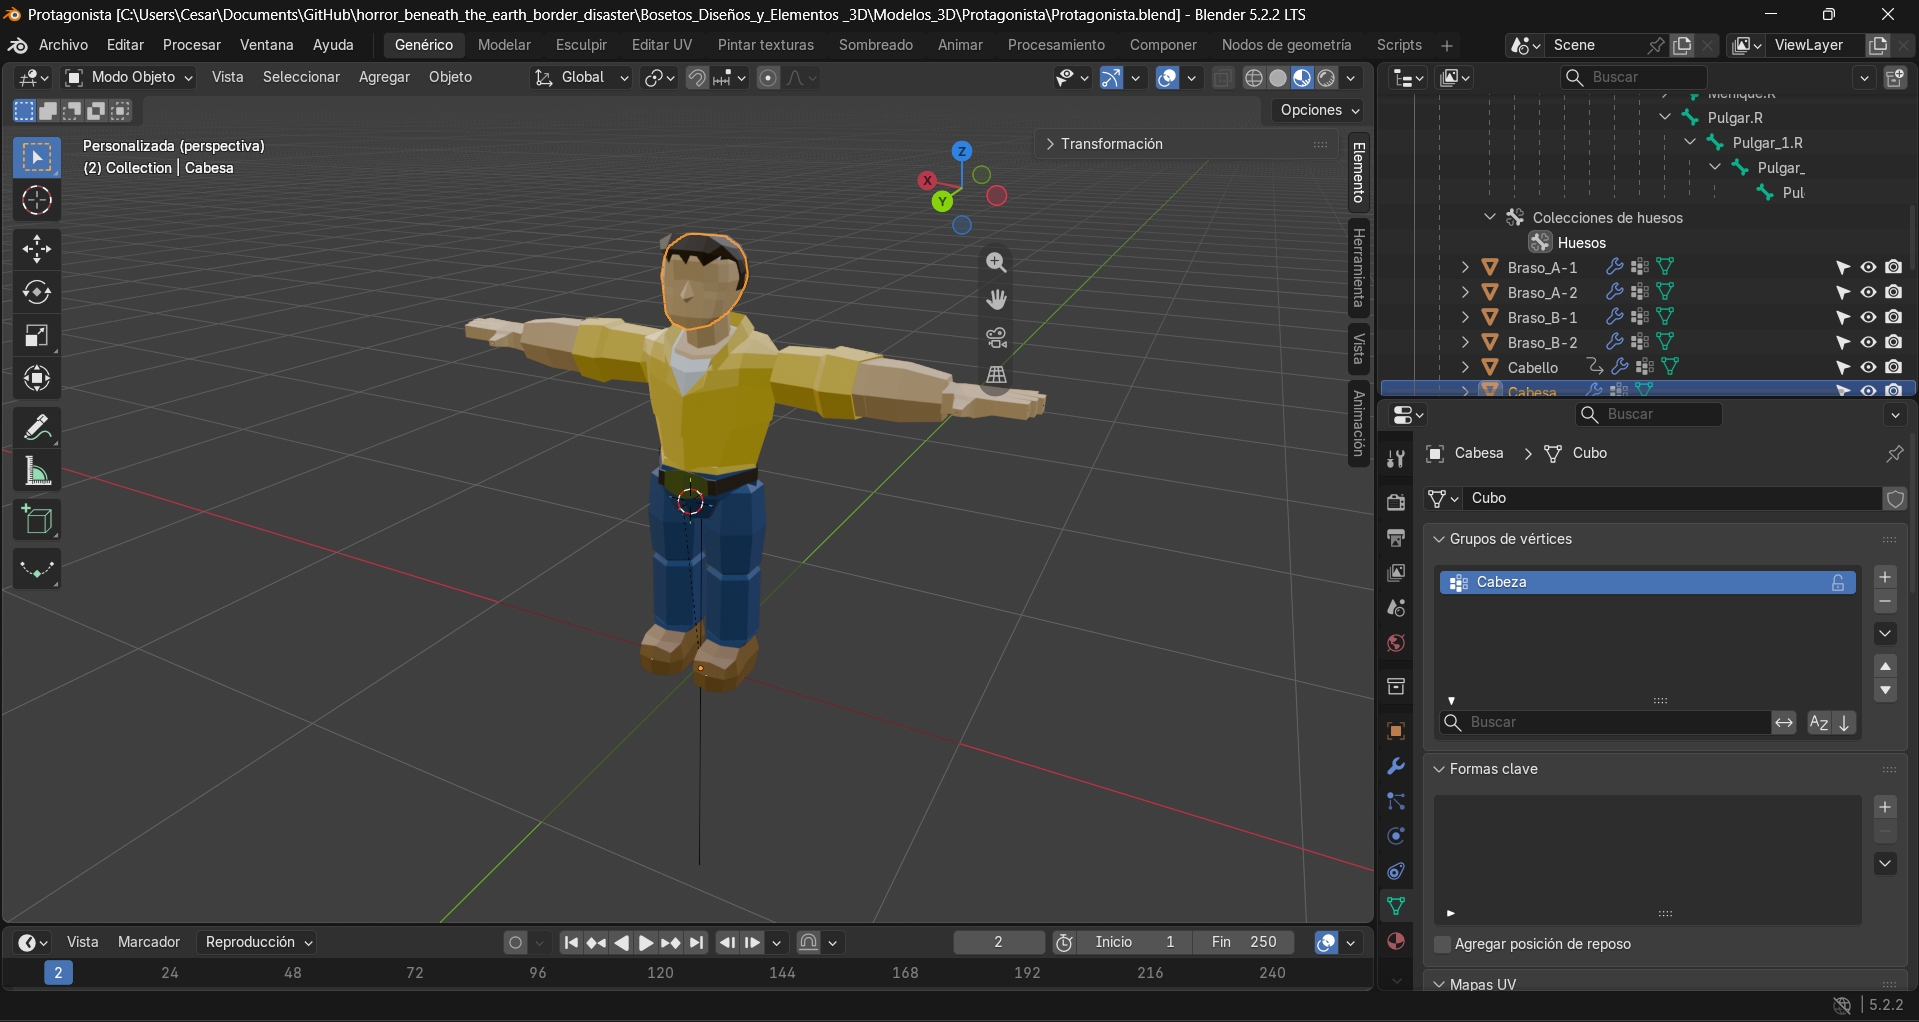 Protagonista [C:\Users\Cesar\Documents\GitHub\horror_beneath_the_earth_border_disaster\Bosetos_Diseños_y_Elementos _3D\Modelos_3D\Protagonista\Protagonista.blend] - Blender 5.2.2 LTS
Archivo Editar Procesar Ventana Ayuda Genérico Modelar Esculpir Editar UV Pintar texturas Sombreado Animar Procesamiento Componer Nodos de geometría Scripts + Scene ViewLayer
Modo Objeto Vista Seleccionar Agregar Objeto Global Buscar
Opciones
Personalizada (perspectiva)
(2) Collection | Cabesa
Transformación
Z
X
Y
Elemento
Herramienta
Vista
Animación
Meñique.R
Pulgar.R
Pulgar_1.R
Pulgar_
Pul
Colecciones de huesos
Huesos
Braso_A-1
Braso_A-2
Braso_B-1
Braso_B-2
Cabello
Cabesa
Buscar
Cabesa > Cubo
Cubo
Grupos de vértices
Cabeza
Buscar
AZ
Formas clave
Agregar posición de reposo
Mapas UV
Vista Marcador Reproducción 2 Inicio 1 Fin 250
2 24 48 72 96 120 144 168 192 216 240
5.2.2